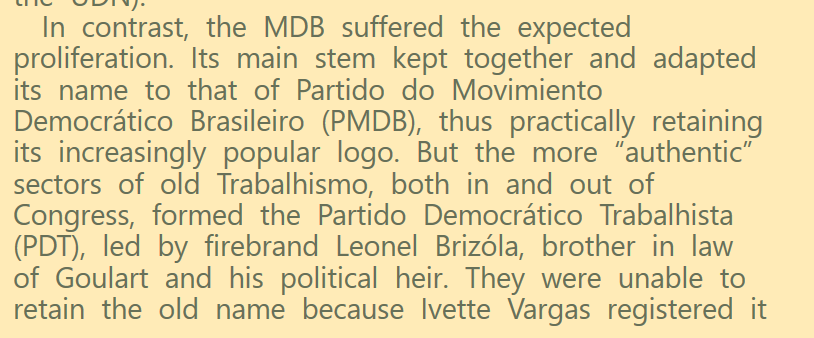 the UDN).
In contrast, the MDB suffered the expected
proliferation. Its main stem kept together and adapted
its name to that of Partido do Movimiento
Democrático Brasileiro (PMDB), thus practically retaining
its increasingly popular logo. But the more “authentic”
sectors of old Trabalhismo, both in and out of
Congress, formed the Partido Democrático Trabalhista
(PDT), led by firebrand Leonel Brizóla, brother in law
of Goulart and his political heir. They were unable to
retain the old name because Ivette Vargas registered it